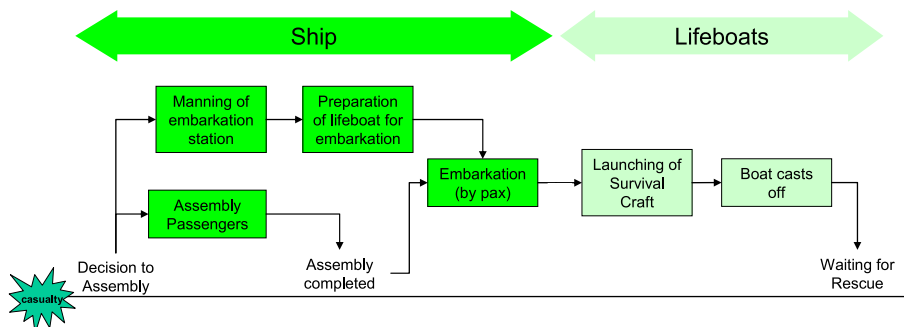 Ship
Lifeboats
Manning of
embarkation
station
Preparation
of lifeboat for
embarkation
Embarkation
(by pax)
Launching of
Survival
Craft
Boat casts
off
Assembly
Passengers
Decision to
Assembly
Assembly
completed
Waiting for
Rescue
casualty